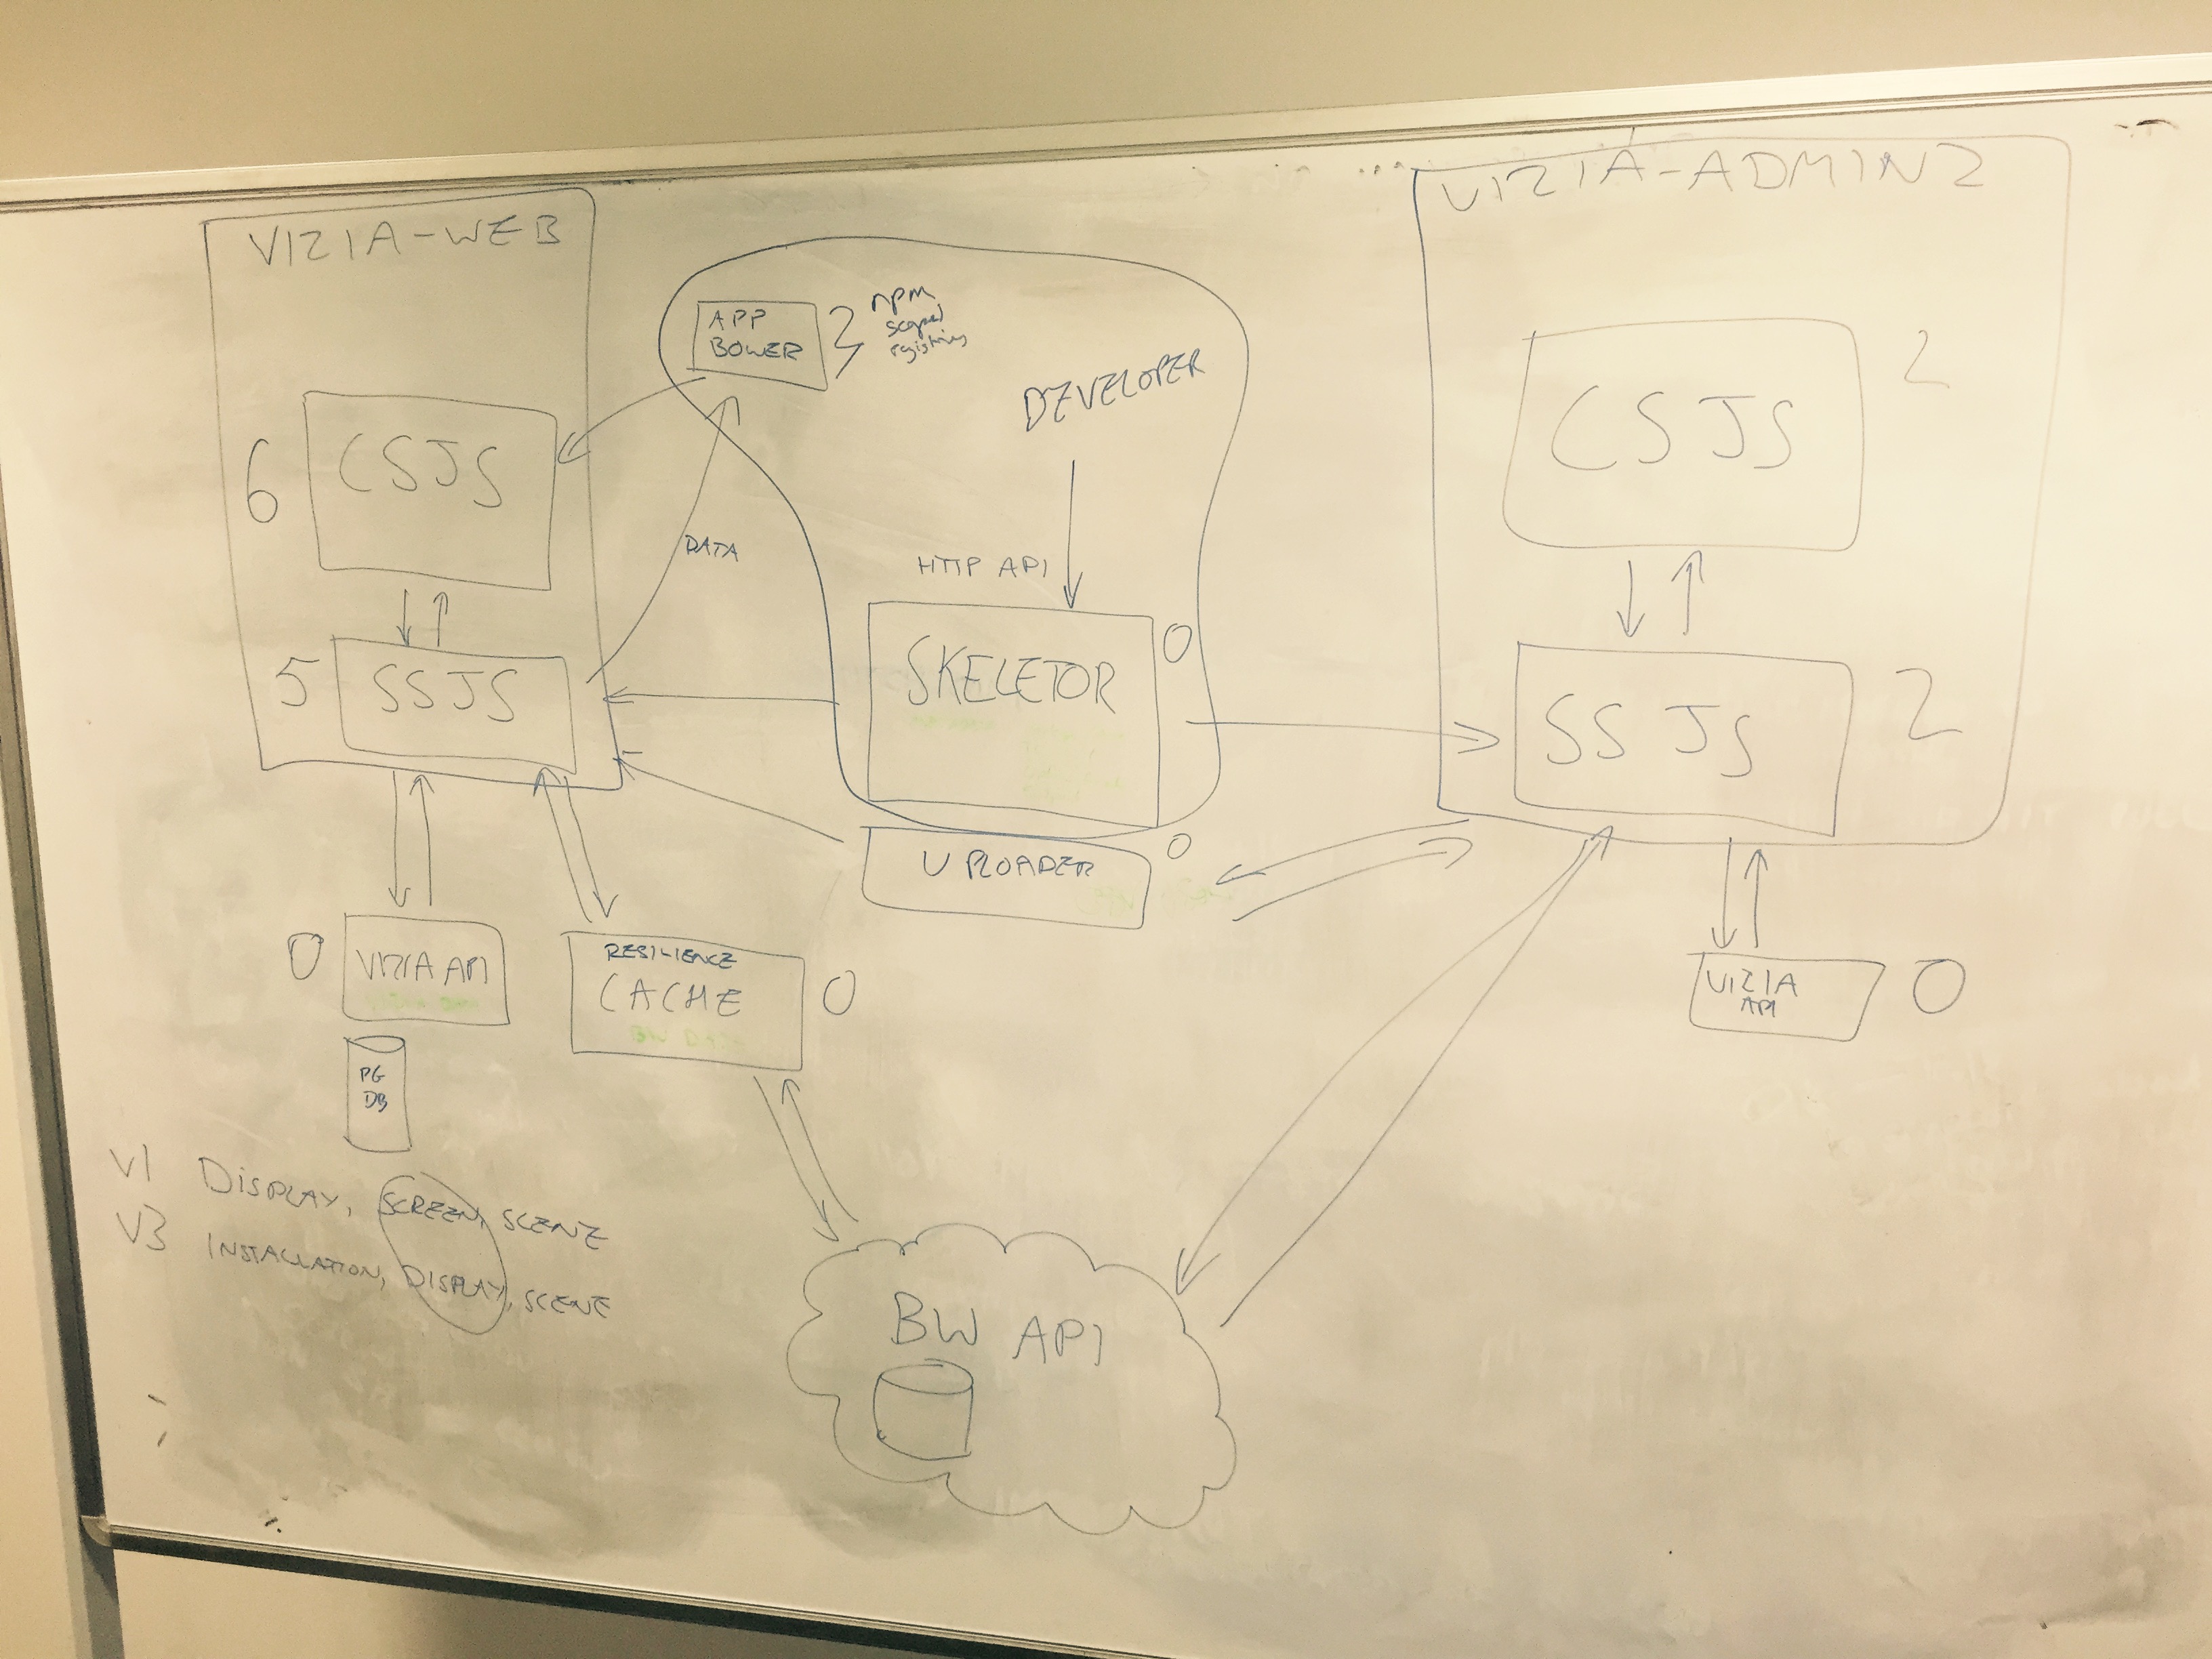 VIZIA-WEB
6
CSJS
5
SSJS
APP
BOWER
npm
scoped
registries
DEVELOPER
DATA
HTTP API
SKELETOR
0
UPLOADER
0
VIZIA-ADMIN2
CSJS
2
SSJS
2
0
VIZIA API
RESILIENCE
CACHE
0
VIZIA
API
0
PG
DB
V1 DISPLAY, SCREEN, SCENE
V3 INSTALLATION, DISPLAY, SCENE
BW API